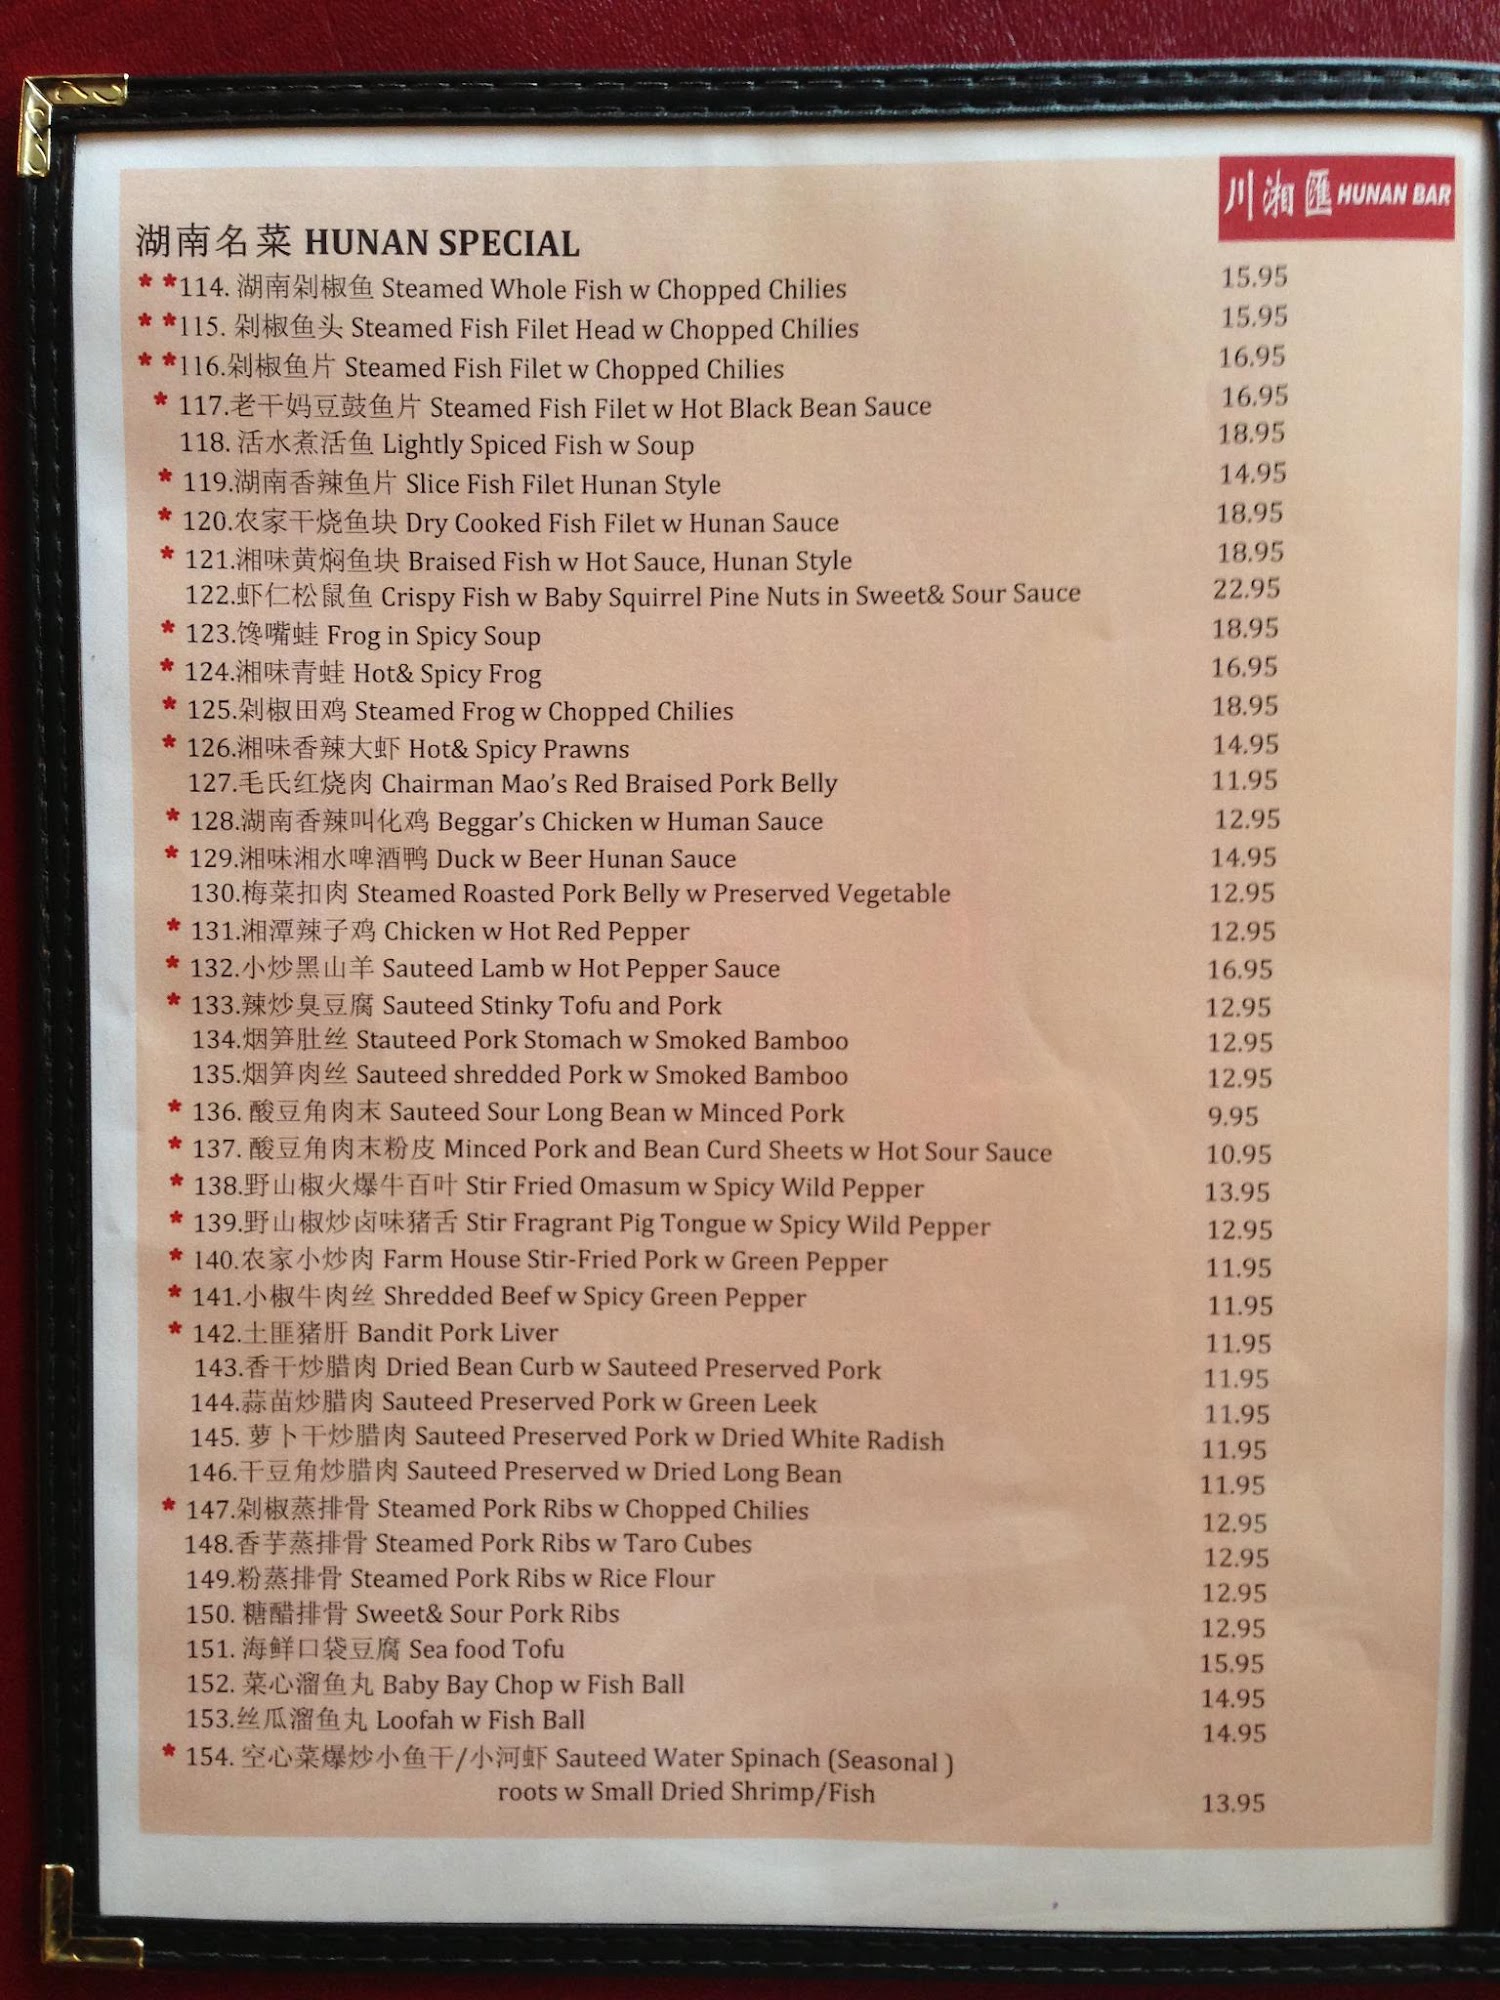 川湘匯 HUNAN BAR
湖南名菜 HUNAN SPECIAL
* *114. 湖南剁椒鱼 Steamed Whole Fish w Chopped Chilies 15.95
* *115. 剁椒鱼头 Steamed Fish Filet Head w Chopped Chilies 15.95
* *116.剁椒鱼片 Steamed Fish Filet w Chopped Chilies 16.95
* 117.老干妈豆鼓鱼片 Steamed Fish Filet w Hot Black Bean Sauce 16.95
118. 活水煮活鱼 Lightly Spiced Fish w Soup 18.95
* 119.湖南香辣鱼片 Slice Fish Filet Hunan Style 14.95
* 120.农家干烧鱼块 Dry Cooked Fish Filet w Hunan Sauce 18.95
* 121.湘味黄焖鱼块 Braised Fish w Hot Sauce, Hunan Style 18.95
122.虾仁松鼠鱼 Crispy Fish w Baby Squirrel Pine Nuts in Sweet& Sour Sauce 22.95
* 123.馋嘴蛙 Frog in Spicy Soup 18.95
* 124.湘味青蛙 Hot& Spicy Frog 16.95
* 125.剁椒田鸡 Steamed Frog w Chopped Chilies 18.95
* 126.湘味香辣大虾 Hot& Spicy Prawns 14.95
127.毛氏红烧肉 Chairman Mao's Red Braised Pork Belly 11.95
* 128.湖南香辣叫化鸡 Beggar's Chicken w Human Sauce 12.95
* 129.湘味湘水啤酒鸭 Duck w Beer Hunan Sauce 14.95
130.梅菜扣肉 Steamed Roasted Pork Belly w Preserved Vegetable 12.95
* 131.湘潭辣子鸡 Chicken w Hot Red Pepper 12.95
* 132.小炒黑山羊 Sauteed Lamb w Hot Pepper Sauce 16.95
* 133.辣炒臭豆腐 Sauteed Stinky Tofu and Pork 12.95
134.烟笋肚丝 Stauteed Pork Stomach w Smoked Bamboo 12.95
135.烟笋肉丝 Sauteed shredded Pork w Smoked Bamboo 12.95
* 136. 酸豆角肉末 Sauteed Sour Long Bean w Minced Pork 9.95
* 137. 酸豆角肉末粉皮 Minced Pork and Bean Curd Sheets w Hot Sour Sauce 10.95
* 138.野山椒火爆牛百叶 Stir Fried Omasum w Spicy Wild Pepper 13.95
* 139.野山椒炒卤味猪舌 Stir Fragrant Pig Tongue w Spicy Wild Pepper 12.95
* 140.农家小炒肉 Farm House Stir-Fried Pork w Green Pepper 11.95
* 141.小椒牛肉丝 Shredded Beef w Spicy Green Pepper 11.95
* 142.土匪猪肝 Bandit Pork Liver 11.95
143.香干炒腊肉 Dried Bean Curb w Sauteed Preserved Pork 11.95
144.蒜苗炒腊肉 Sauteed Preserved Pork w Green Leek 11.95
145. 萝卜干炒腊肉 Sauteed Preserved Pork w Dried White Radish 11.95
146.干豆角炒腊肉 Sauteed Preserved w Dried Long Bean 11.95
* 147.剁椒蒸排骨 Steamed Pork Ribs w Chopped Chilies 12.95
148.香芋蒸排骨 Steamed Pork Ribs w Taro Cubes 12.95
149.粉蒸排骨 Steamed Pork Ribs w Rice Flour 12.95
150. 糖醋排骨 Sweet& Sour Pork Ribs 12.95
151. 海鲜口袋豆腐 Sea food Tofu 15.95
152. 菜心溜鱼丸 Baby Bay Chop w Fish Ball 14.95
153.丝瓜溜鱼丸 Loofah w Fish Ball 14.95
* 154. 空心菜爆炒小鱼干/小河虾 Sauteed Water Spinach (Seasonal )
roots w Small Dried Shrimp/Fish 13.95